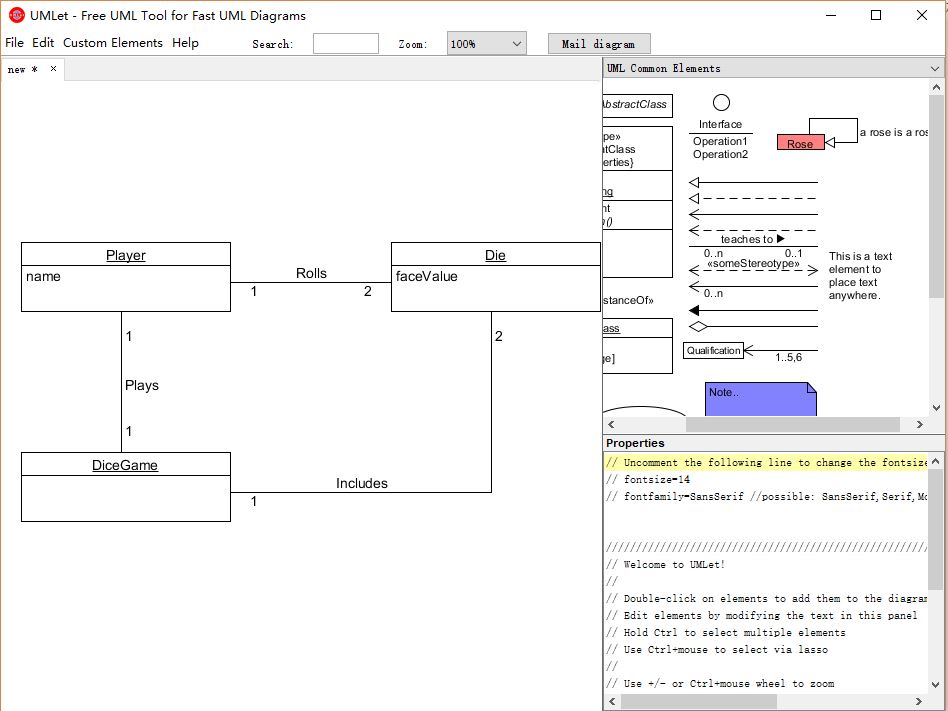 UMLet - Free UML Tool for Fast UML Diagrams
File Edit Custom Elements Help Search: Zoom: 100% Mail diagram
new *
UML Common Elements
Player
name
Rolls
1
2
Die
faceValue
1
Plays
1
2
DiceGame
Includes
1
AbstractClass
Interface
Operation1
Operation2
Rose
a rose is a ros
pe»
tClass
erties}
ng
nt
n()
stanceOf»
ass
ge]
teaches to
0..n 0..1
«someStereotype»
0..n
This is a text
element to
place text
anywhere.
Qualification
1..5,6
Note..
Properties
// Uncomment the following line to change the fontsize
// fontsize=14
// fontfamily=SansSerif //possible: SansSerif,Serif,Mo
//////////////////////////////////////////////////////
// Welcome to UMLet!
//
// Double-click on elements to add them to the diagram
// Edit elements by modifying the text in this panel
// Hold Ctrl to select multiple elements
// Use Ctrl+mouse to select via lasso
//
// Use +/- or Ctrl+mouse wheel to zoom